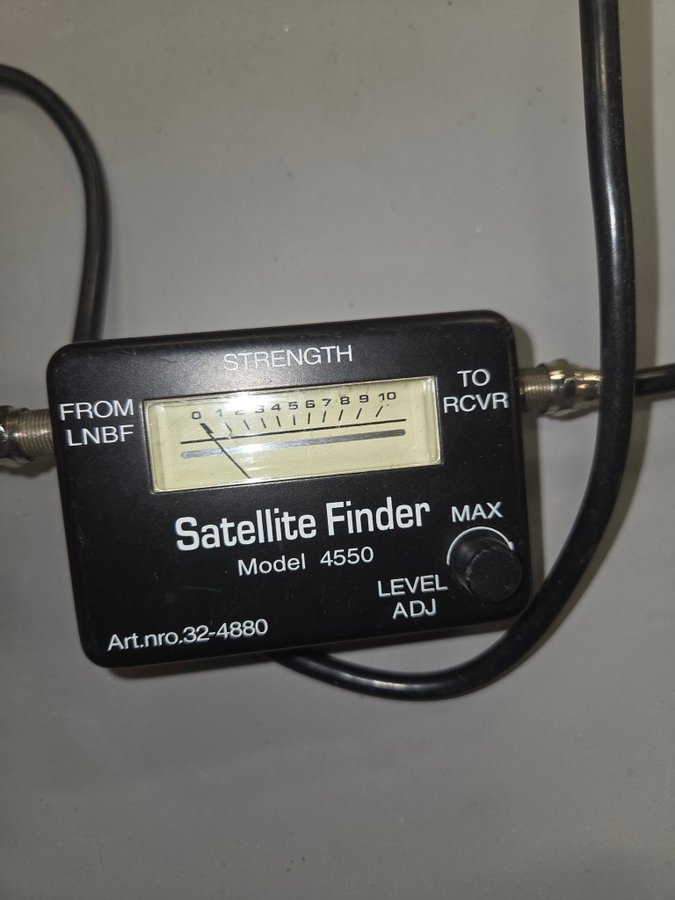 STRENGTH
FROM
LNBF
TO
RCVR
0 1 2 3 4 5 6 7 8 9 10
Satellite Finder
Model 4550
MAX
LEVEL
ADJ
Art.nro.32-4880